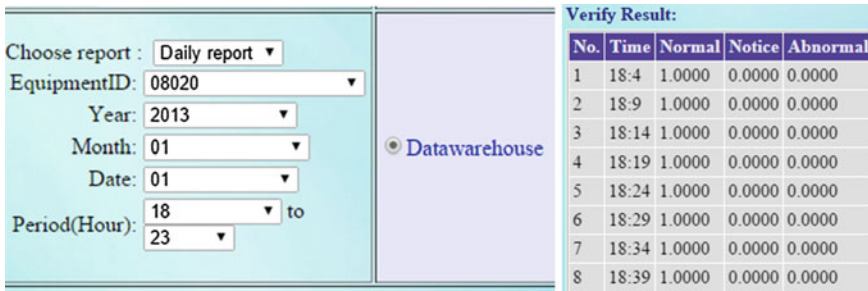 Choose report : Daily report
EquipmentID: 08020
Year: 2013
Month: 01
Date: 01
Period(Hour): 18 to
23
Datawarehouse
Verify Result:
No. Time Normal Notice Abnormal
1 18:4 1.0000 0.0000 0.0000
2 18:9 1.0000 0.0000 0.0000
3 18:14 1.0000 0.0000 0.0000
4 18:19 1.0000 0.0000 0.0000
5 18:24 1.0000 0.0000 0.0000
6 18:29 1.0000 0.0000 0.0000
7 18:34 1.0000 0.0000 0.0000
8 18:39 1.0000 0.0000 0.0000